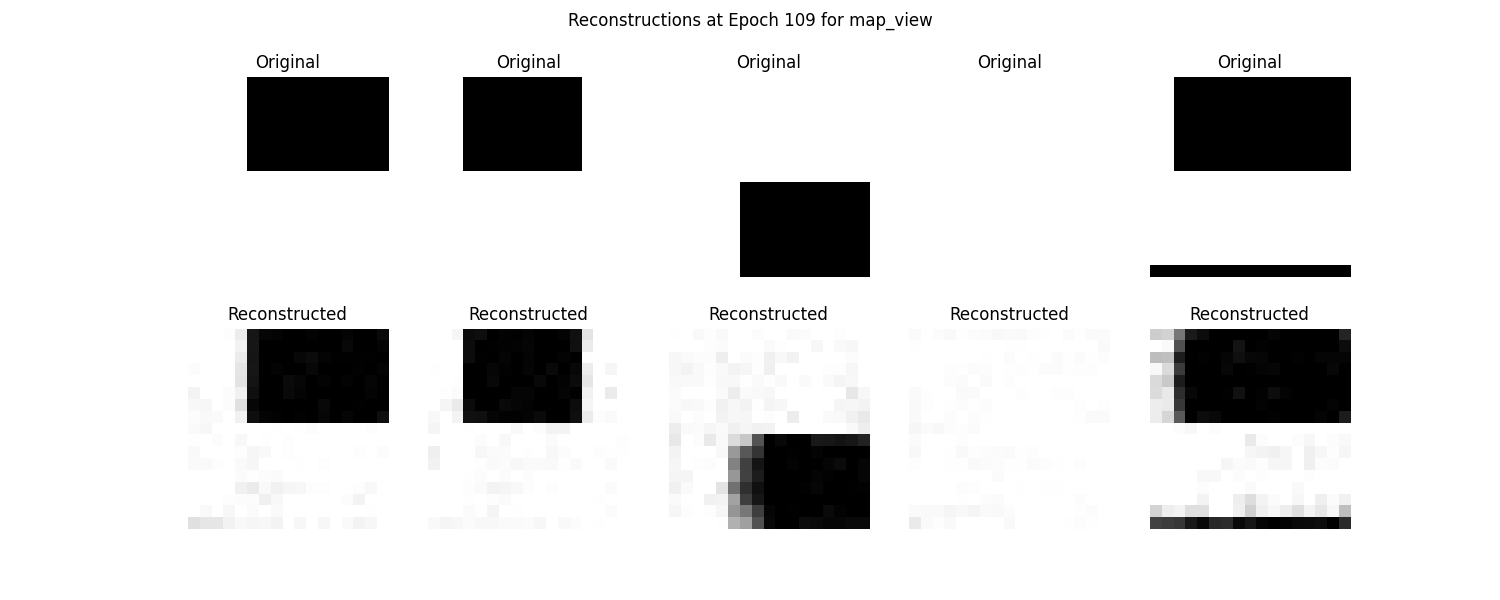 Reconstructions at Epoch 109 for map_view
Original Original Original Original Original
Reconstructed Reconstructed Reconstructed Reconstructed Reconstructed